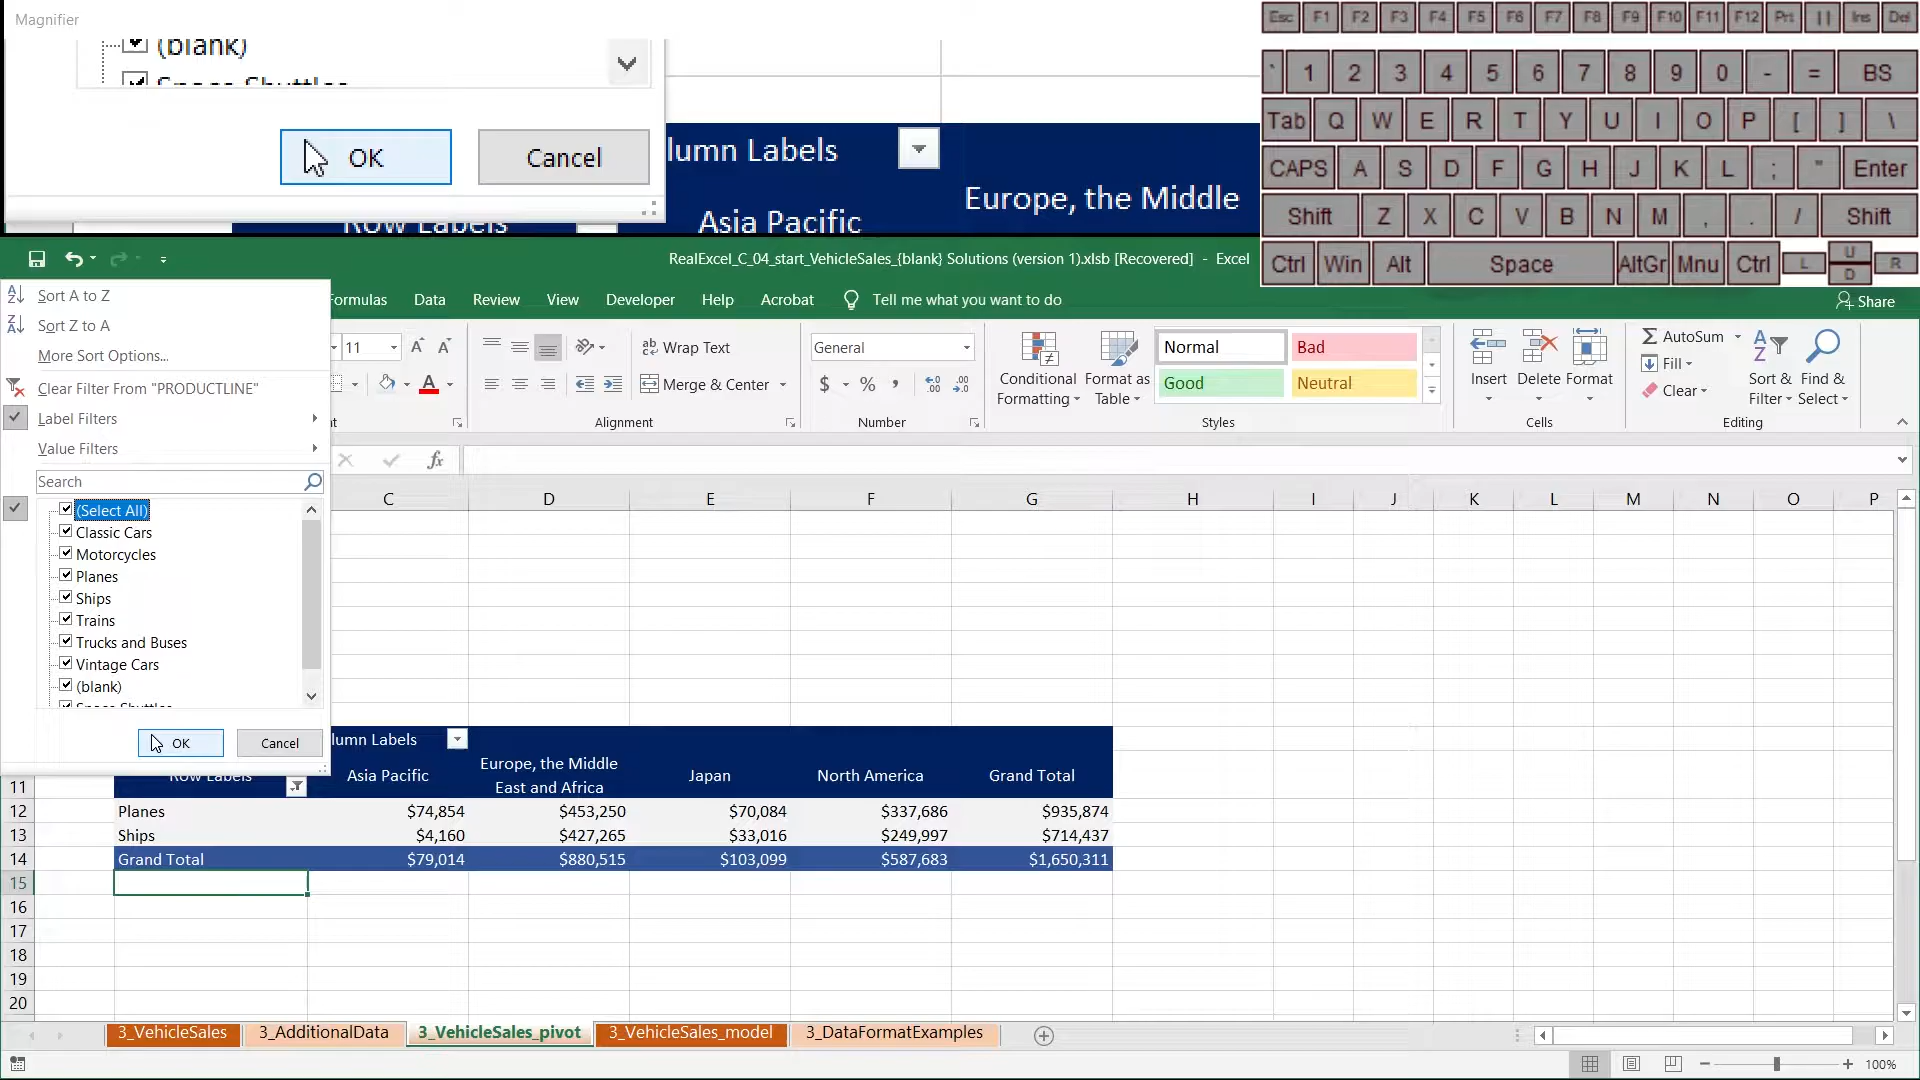 Magnifier
(blank)
Space Shuttles
OK
Cancel
lumn Labels
Europe, the Middle
Row Labels
Asia Pacific
Esc F1 F2 F3 F4 F5 F6 F7 F8 F9 F10 F11 F12 Prt Ins Del
` 1 2 3 4 5 6 7 8 9 0 - = BS
Tab Q W E R T Y U I O P [ ] \
CAPS A S D F G H J K L ; " Enter
Shift Z X C V B N M , . / Shift
Ctrl Win Alt Space AltGr Mnu Ctrl L U D R
RealExcel_C_04_start_VehicleSales_{blank} Solutions (version 1).xlsb [Recovered] - Excel
ormulas Data Review View Developer Help Acrobat Tell me what you want to do
Share
Sort A to Z
Sort Z to A
More Sort Options...
Clear Filter From "PRODUCTLINE"
Label Filters
Value Filters
Search
(Select All)
Classic Cars
Motorcycles
Planes
Ships
Trains
Trucks and Buses
Vintage Cars
(blank)
Space Shuttles
OK
Cancel
11
Wrap Text
Merge & Center
nt
Alignment
General
$ % ,
Number
Conditional
Formatting
Format as
Table
Normal
Bad
Good
Neutral
Styles
Insert
Delete
Format
Cells
AutoSum
Fill
Clear
Sort &
Filter
Find &
Select
Editing
fx
C D E F G H I J K L M N O P
lumn Labels
11 Row Labels Asia Pacific Europe, the Middle
East and Africa Japan North America Grand Total
12 Planes $74,854 $453,250 $70,084 $337,686 $935,874
13 Ships $4,160 $427,265 $33,016 $249,997 $714,437
14 Grand Total $79,014 $880,515 $103,099 $587,683 $1,650,311
15
16
17
18
19
20
3_VehicleSales 3_AdditionalData 3_VehicleSales_pivot 3_VehicleSales_model 3_DataFormatExamples
100%